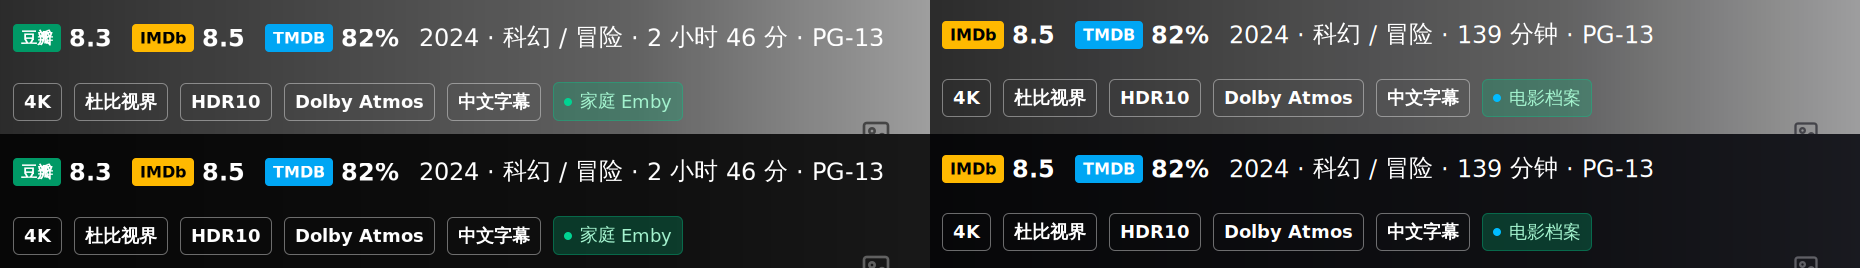 豆瓣 8.3 IMDb 8.5 TMDB 82% 2024 · 科幻 / 冒险 · 2 小时 46 分 · PG-13
4K 杜比视界 HDR10 Dolby Atmos 中文字幕 家庭 Emby
IMDb 8.5 TMDB 82% 2024 · 科幻 / 冒险 · 139 分钟 · PG-13
4K 杜比视界 HDR10 Dolby Atmos 中文字幕 电影档案
豆瓣 8.3 IMDb 8.5 TMDB 82% 2024 · 科幻 / 冒险 · 2 小时 46 分 · PG-13
4K 杜比视界 HDR10 Dolby Atmos 中文字幕 家庭 Emby
IMDb 8.5 TMDB 82% 2024 · 科幻 / 冒险 · 139 分钟 · PG-13
4K 杜比视界 HDR10 Dolby Atmos 中文字幕 电影档案